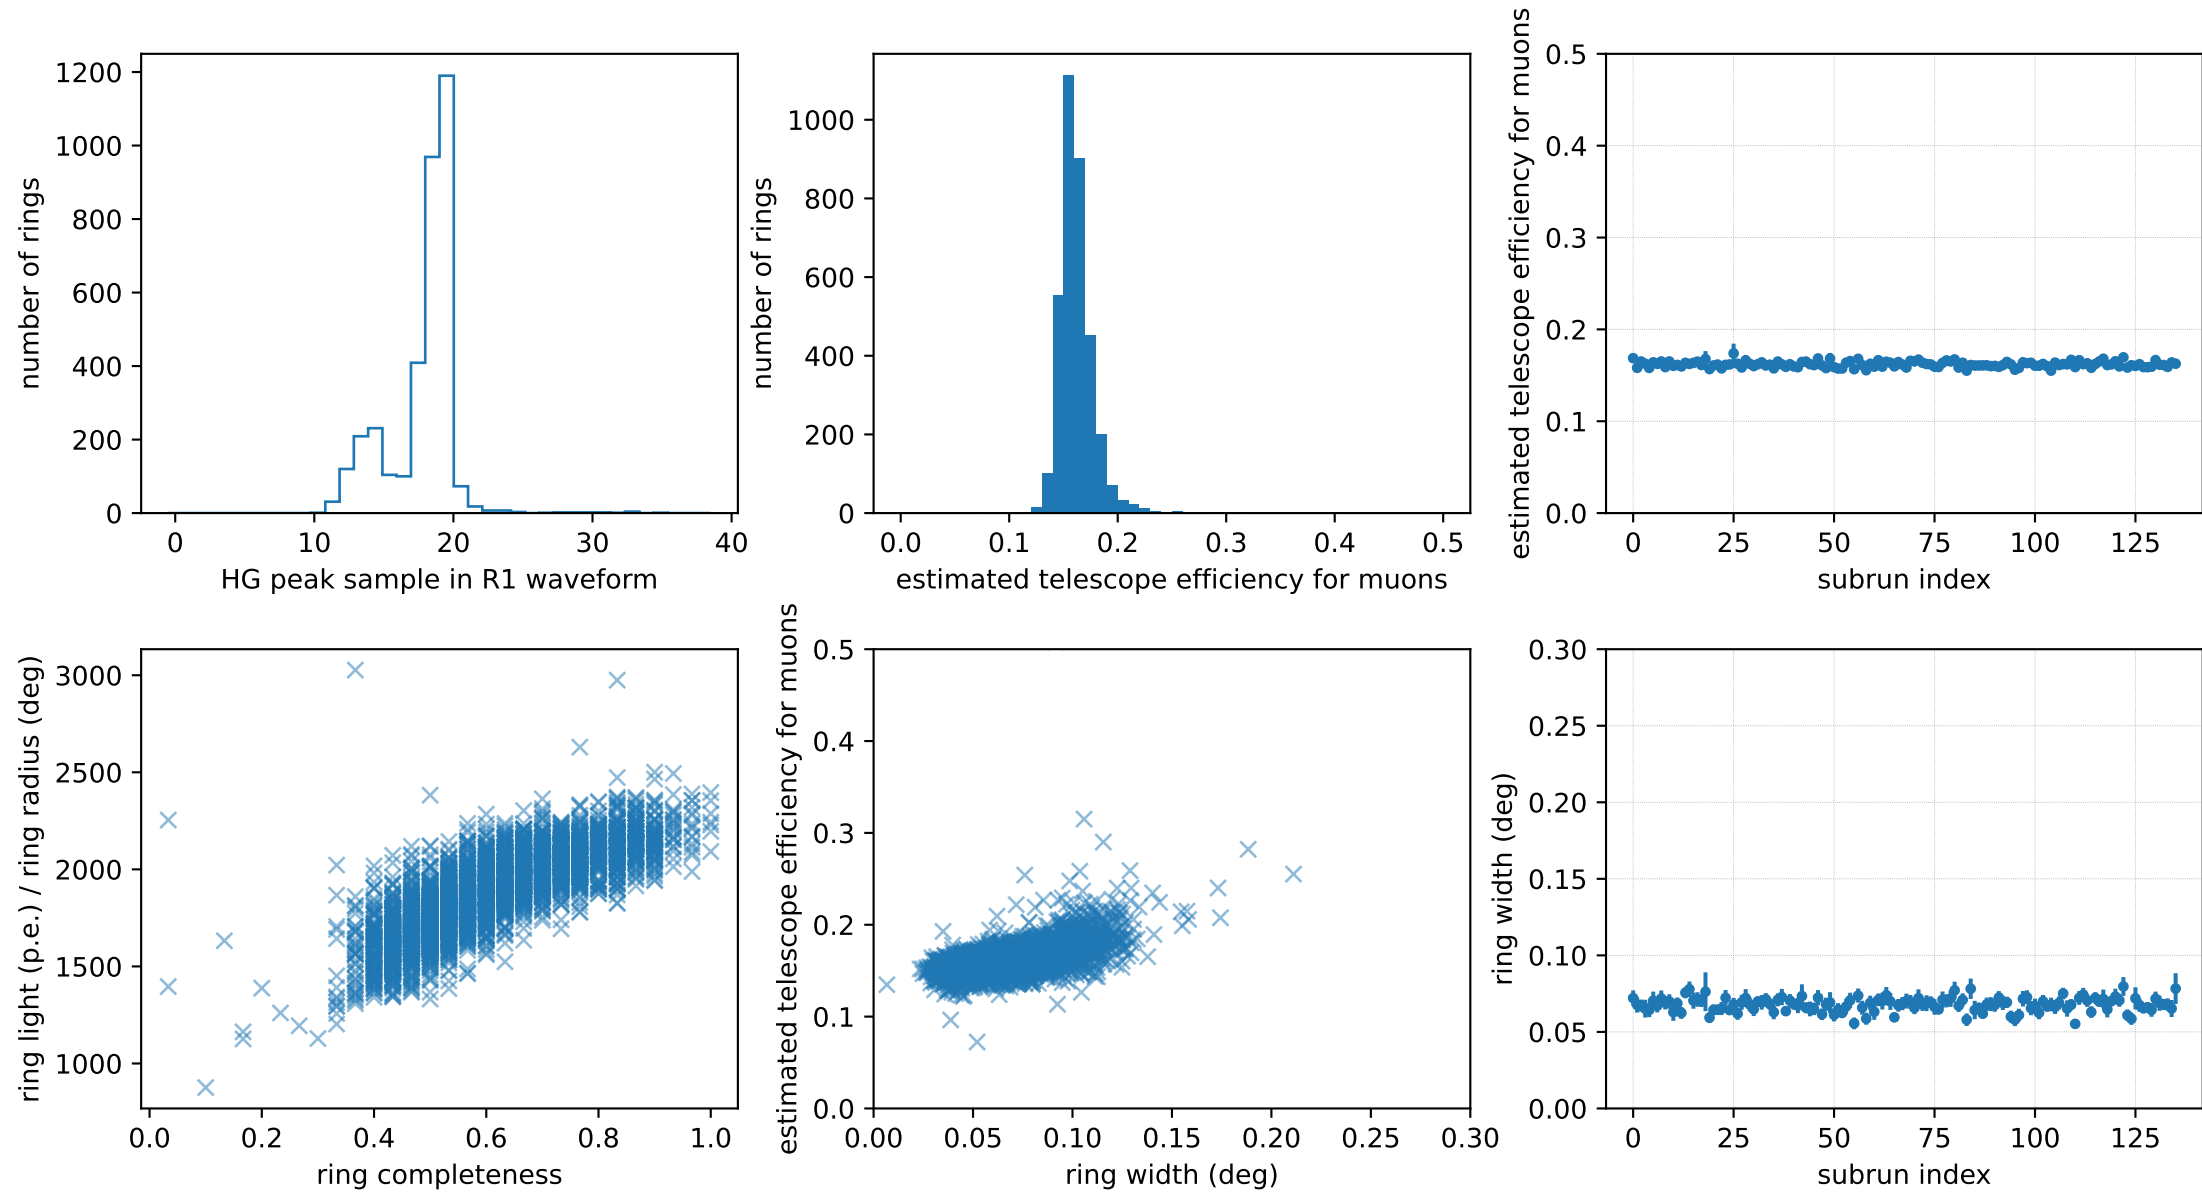 1200
1000
800
600
400
200
0
number of rings
0 10 20 30 40
HG peak sample in R1 waveform
1000
800
600
400
200
0
number of rings
0.0 0.1 0.2 0.3 0.4 0.5
estimated telescope efficiency for muons
0.5
0.4
0.3
0.2
0.1
0.0
estimated telescope efficiency for muons
0 25 50 75 100 125
subrun index
3000
2500
2000
1500
1000
ring light (p.e.) / ring radius (deg)
0.0 0.2 0.4 0.6 0.8 1.0
ring completeness
0.5
0.4
0.3
0.2
0.1
0.0
estimated telescope efficiency for muons
0.00 0.05 0.10 0.15 0.20 0.25 0.30
ring width (deg)
0.30
0.25
0.20
0.15
0.10
0.05
0.00
ring width (deg)
0 25 50 75 100 125
subrun index